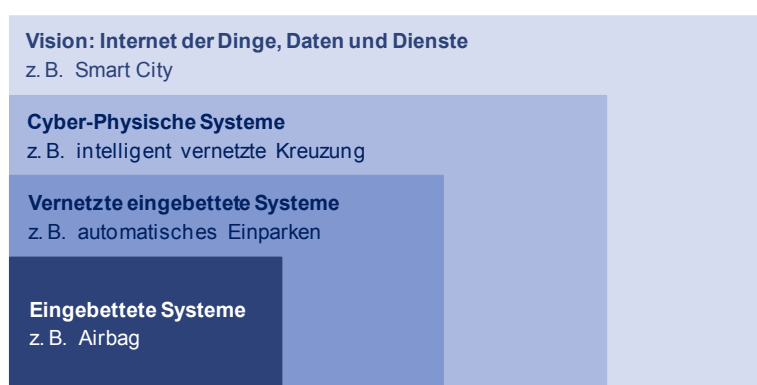 Vision: Internet der Dinge, Daten und Dienste
z. B. Smart City
Cyber-Physische Systeme
z. B. intelligent vernetzte Kreuzung
Vernetzte eingebettete Systeme
z. B. automatisches Einparken
Eingebettete Systeme
z. B. Airbag